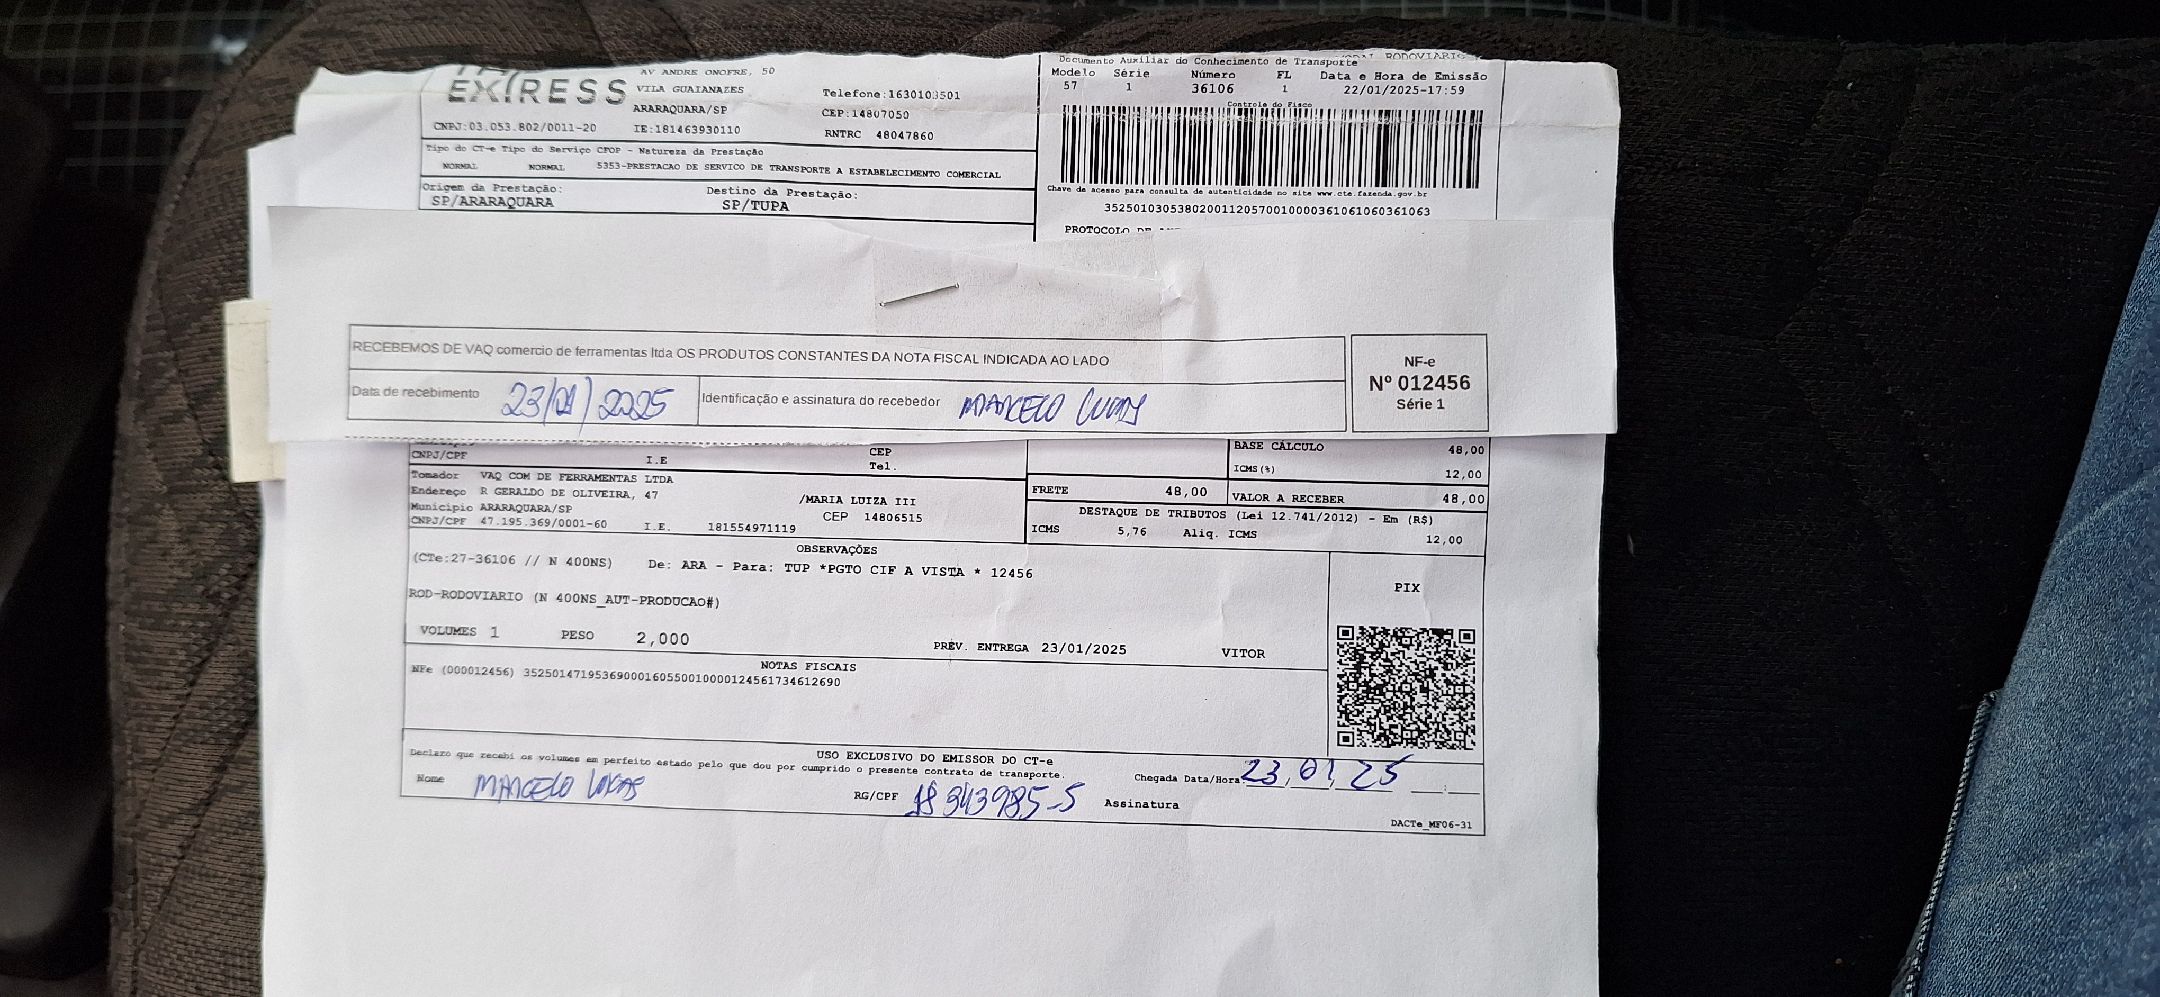 EXPRESS
AV ANDRE ONOFRE, 50
VILA GUAIANAZES
ARARAQUARA/SP
Telefone:1630103501
CEP:14807050
CNPJ:03.053.802/0011-20 IE:181463930110 RNTRC 48047860
Tipo do CT-e Tipo do Serviço CFOP - Natureza da Prestação
NORMAL NORMAL 5353-PRESTACAO DE SERVICO DE TRANSPORTE A ESTABELECIMENTO COMERCIAL
Origem da Prestação: Destino da Prestação:
SP/ARARAQUARA SP/TUPA
RODOVIARIO
Documento Auxiliar do Conhecimento de Transporte
Modelo Série Número FL Data e Hora de Emissão
57 1 36106 1 22/01/2025-17:59
Controle do Fisco
Chave de acesso para consulta de autenticidade no site www.cte.fazenda.gov.br
35250103053802001120570010000361061060361063
PROTOCOLO DE
RECEBEMOS DE VAQ comercio de ferramentas ltda OS PRODUTOS CONSTANTES DA NOTA FISCAL INDICADA AO LADO
Data de recebimento 23/01/2025 Identificação e assinatura do recebedor MARCELO LUCAS
NF-e
Nº 012456
Série 1
CNPJ/CPF I.E CEP
Tel.
BASE CÁLCULO 48,00
ICMS(%) 12,00
Tomador VAQ COM DE FERRAMENTAS LTDA
Endereço R GERALDO DE OLIVEIRA, 47 /MARIA LUIZA III
Município ARARAQUARA/SP CEP 14806515
CNPJ/CPF 47.195.369/0001-60 I.E. 181554971119
FRETE 48,00 VALOR A RECEBER 48,00
DESTAQUE DE TRIBUTOS (Lei 12.741/2012) - Em (R$)
ICMS 5,76 Aliq. ICMS 12,00
OBSERVAÇÕES
(CTe:27-36106 // N 400NS) De: ARA - Para: TUP *PGTO CIF A VISTA * 12456
ROD-RODOVIARIO (N 400NS_AUT-PRODUCAO#)
VOLUMES 1 PESO 2,000 PRÉV. ENTREGA 23/01/2025 VITOR
PIX
NOTAS FISCAIS
NFe (000012456) 35250147195369000160550010000124561734612690
USO EXCLUSIVO DO EMISSOR DO CT-e
Declaro que recebi os volumes em perfeito estado pelo que dou por cumprido o presente contrato de transporte.
Nome MARCELO LUCAS RG/CPF 18343985-5 Assinatura
Chegada Data/Hora: 23, 01, 25 __:__
DACTe_MF06-31